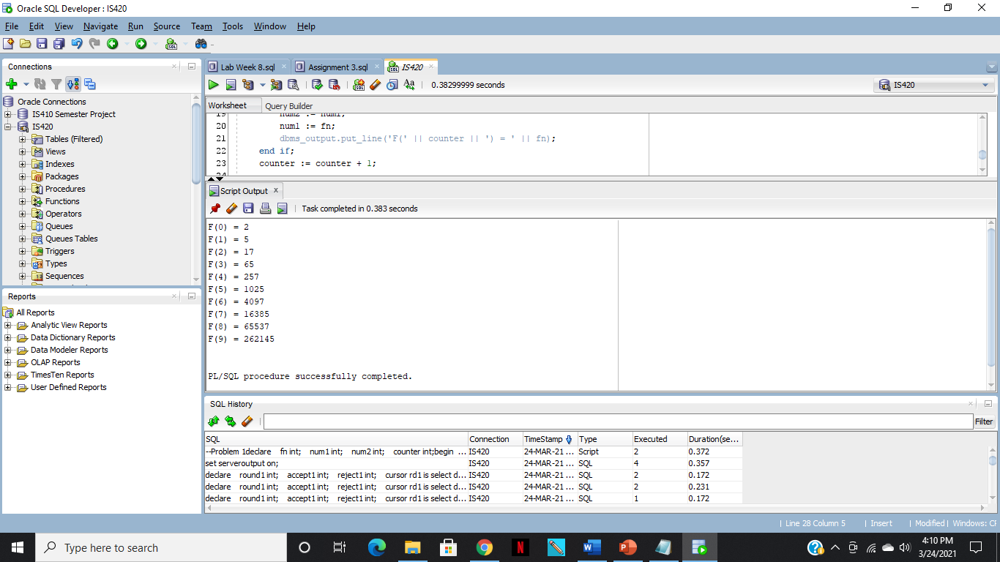 Oracle SQL Developer : IS420
File Edit View Navigate Run Source Team Tools Window Help
Connections
Oracle Connections
IS410 Semester Project
IS420
Tables (Filtered)
Views
Indexes
Packages
Procedures
Functions
Operators
Queues
Queues Tables
Triggers
Types
Sequences
Reports
All Reports
Analytic View Reports
Data Dictionary Reports
Data Modeler Reports
OLAP Reports
TimesTen Reports
User Defined Reports
Lab Week 8.sql Assignment 3.sql IS420
0.38299999 seconds IS420
Worksheet Query Builder
19 num2 := num1;
20 num1 := fn;
21 dbms_output.put_line('F(' || counter || ') = ' || fn);
22 end if;
23 counter := counter + 1;
24
Script Output x
Task completed in 0.383 seconds
F(0) = 2
F(1) = 5
F(2) = 17
F(3) = 65
F(4) = 257
F(5) = 1025
F(6) = 4097
F(7) = 16385
F(8) = 65537
F(9) = 262145
PL/SQL procedure successfully completed.
SQL History
Filter
SQL Connection TimeStamp Type Executed Duration(se...
--Problem 1declare fn int; num1 int; num2 int; counter int;begin ... IS420 24-MAR-21 ... Script 2 0.372
set serveroutput on; IS420 24-MAR-21 ... SQL 4 0.357
declare round1 int; accept1 int; reject1 int; cursor rd1 is select d... IS420 24-MAR-21 ... SQL 2 0.172
declare round1 int; accept1 int; reject1 int; cursor rd1 is select d... IS420 24-MAR-21 ... SQL 2 0.231
declare round1 int; accept1 int; reject1 int; cursor rd1 is select d... IS420 24-MAR-21 ... SQL 1 0.172
| Line 28 Column 5 | Insert | Modified | Windows: CF
Type here to search
4:10 PM
3/24/2021